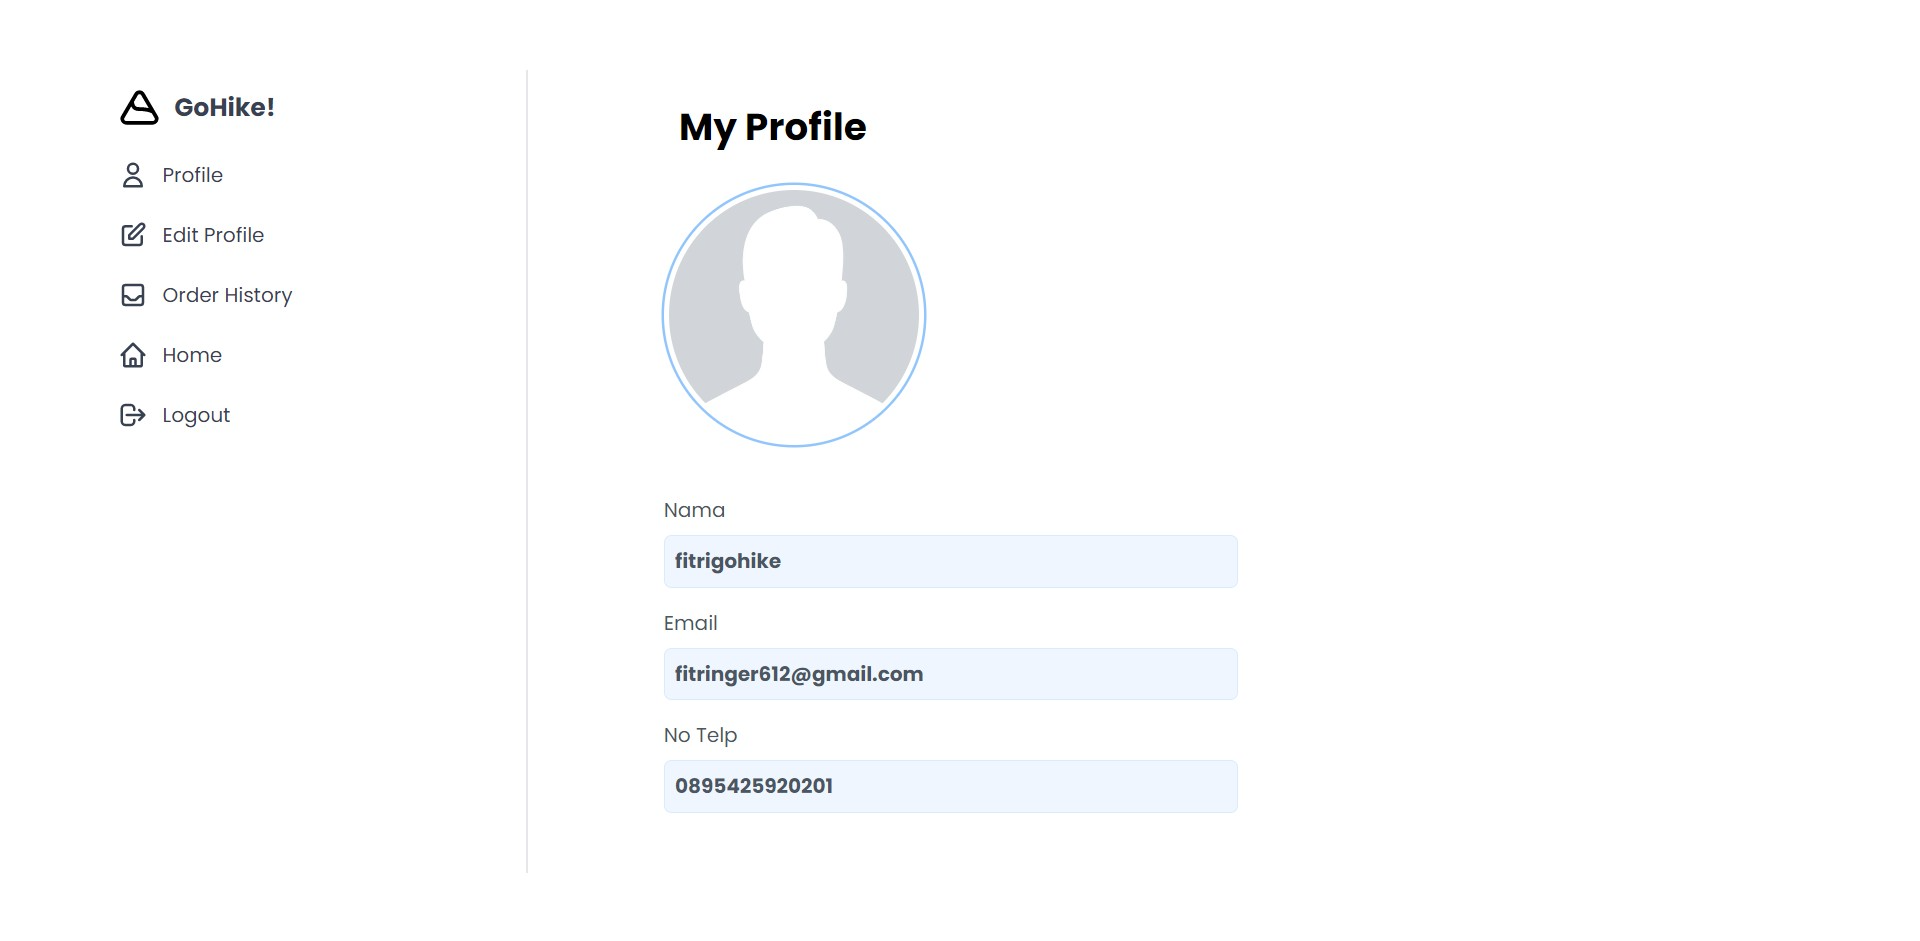 GoHike!
Profile
Edit Profile
Order History
Home
Logout
My Profile
Nama
fitrigohike
Email
fitringer612@gmail.com
No Telp
0895425920201